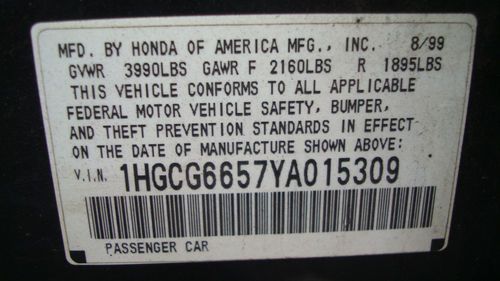 MFD. BY HONDA OF AMERICA MFG., INC. 8/99
GVWR 3990LBS GAWR F 2160LBS R 1895LBS
THIS VEHICLE CONFORMS TO ALL APPLICABLE
FEDERAL MOTOR VEHICLE SAFETY, BUMPER,
AND THEFT PREVENTION STANDARDS IN EFFECT
ON THE DATE OF MANUFACTURE SHOWN ABOVE:
V.I.N. 1HGCG6657YA015309
PASSENGER CAR